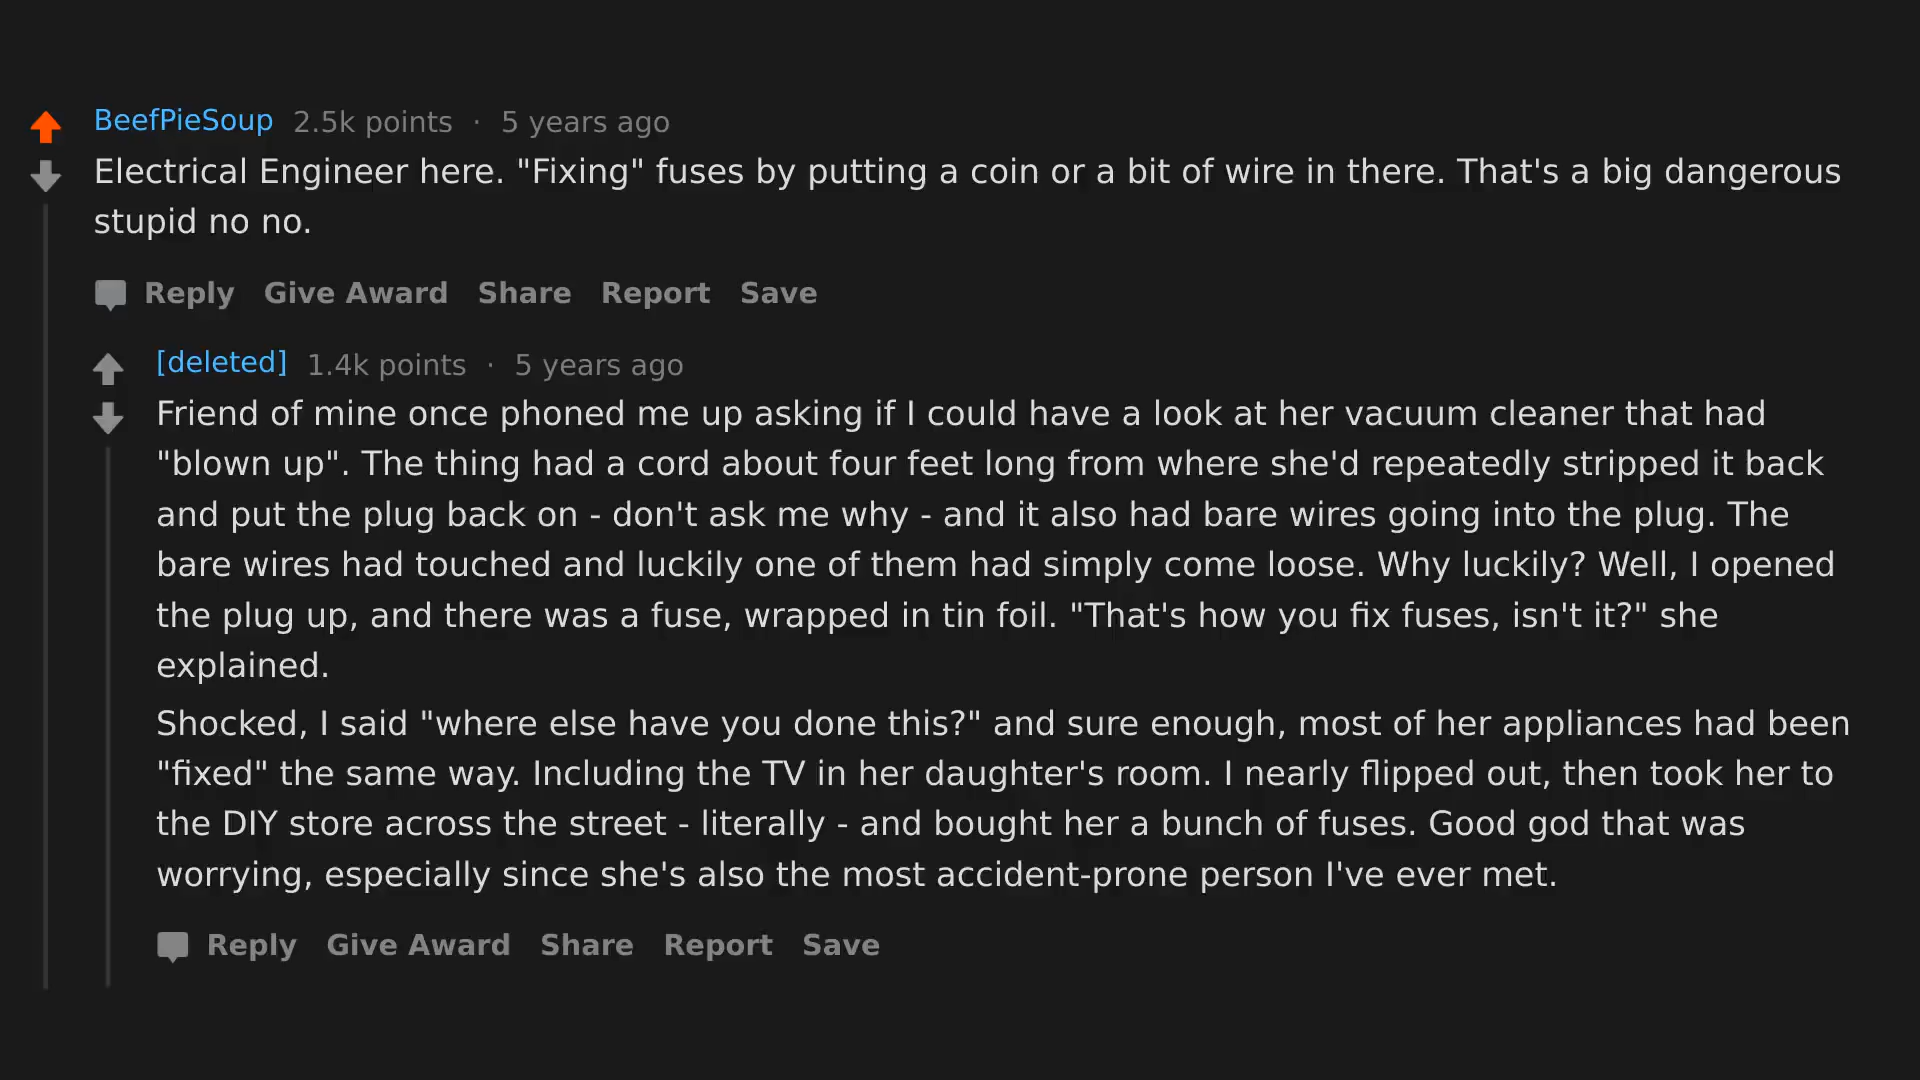 BeefPieSoup 2.5k points · 5 years ago
Electrical Engineer here. "Fixing" fuses by putting a coin or a bit of wire in there. That's a big dangerous
stupid no no.
Reply Give Award Share Report Save
[deleted] 1.4k points · 5 years ago
Friend of mine once phoned me up asking if I could have a look at her vacuum cleaner that had
"blown up". The thing had a cord about four feet long from where she'd repeatedly stripped it back
and put the plug back on - don't ask me why - and it also had bare wires going into the plug. The
bare wires had touched and luckily one of them had simply come loose. Why luckily? Well, I opened
the plug up, and there was a fuse, wrapped in tin foil. "That's how you fix fuses, isn't it?" she
explained.
Shocked, I said "where else have you done this?" and sure enough, most of her appliances had been
"fixed" the same way. Including the TV in her daughter's room. I nearly flipped out, then took her to
the DIY store across the street - literally - and bought her a bunch of fuses. Good god that was
worrying, especially since she's also the most accident-prone person I've ever met.
Reply Give Award Share Report Save